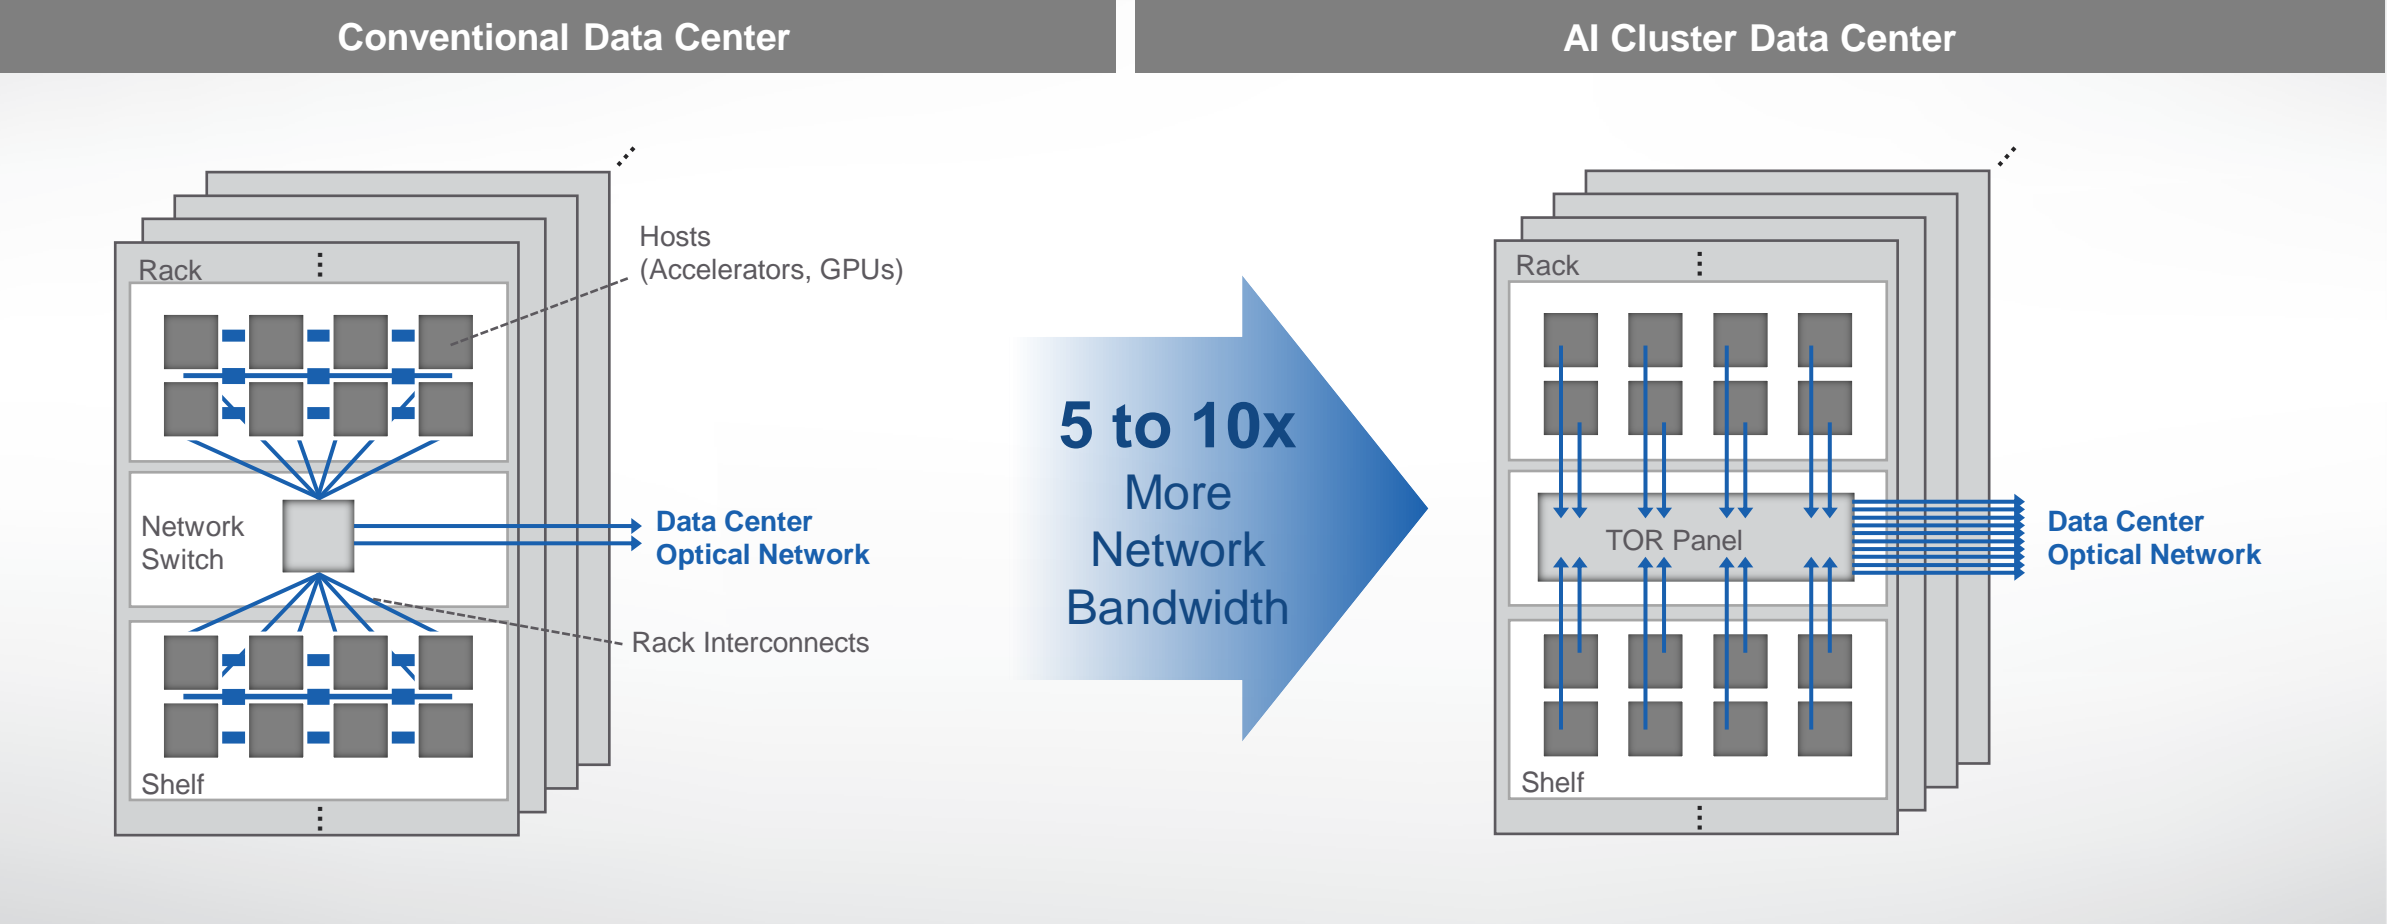 Conventional Data Center
AI Cluster Data Center
Hosts
(Accelerators, GPUs)
Rack
Network
Switch
Data Center
Optical Network
Rack Interconnects
Shelf
5 to 10x
More
Network
Bandwidth
Rack
TOR Panel
Data Center
Optical Network
Shelf